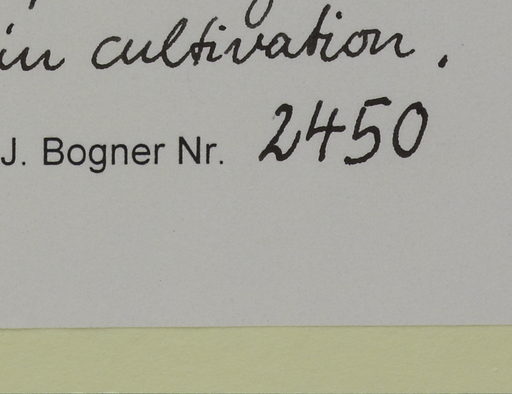 in cultivation.
J. Bogner Nr. 2450